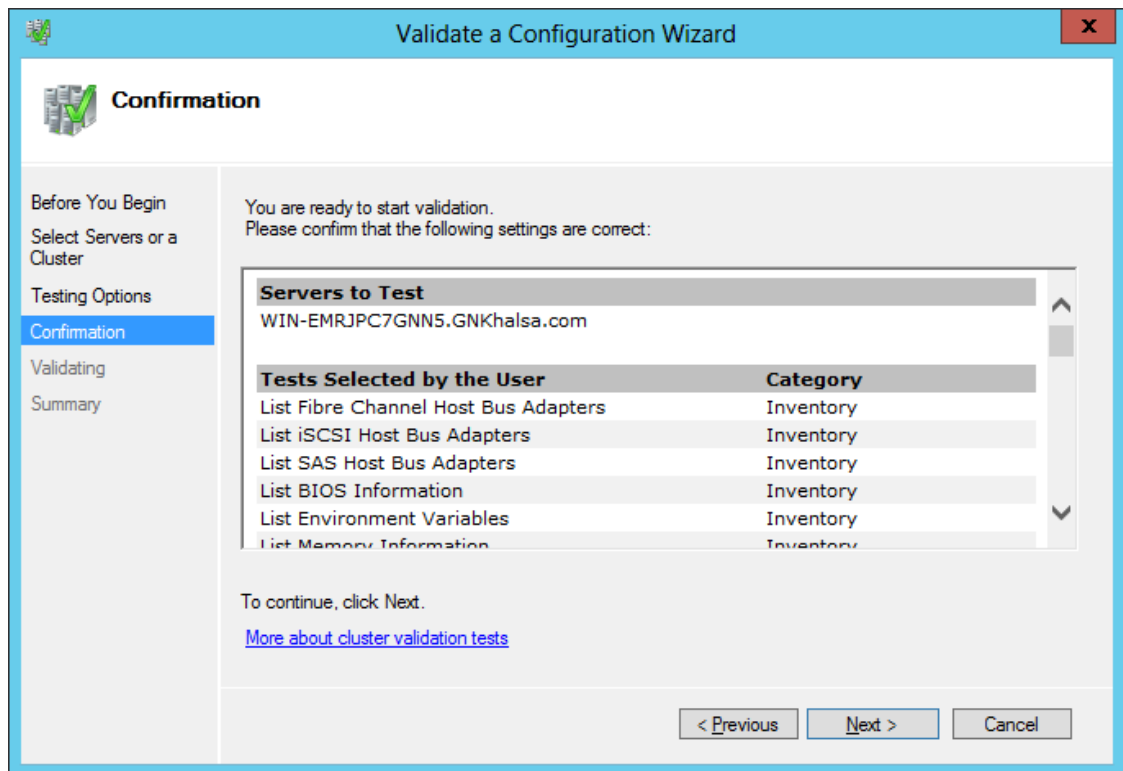 Validate a Configuration Wizard
x
Confirmation
Before You Begin
Select Servers or a
Cluster
Testing Options
Confirmation
Validating
Summary
You are ready to start validation.
Please confirm that the following settings are correct:
Servers to Test
WIN-EMRJPC7GNN5.GNKhalsa.com
Tests Selected by the User Category
List Fibre Channel Host Bus Adapters Inventory
List iSCSI Host Bus Adapters Inventory
List SAS Host Bus Adapters Inventory
List BIOS Information Inventory
List Environment Variables Inventory
List Memory Information Inventory
To continue, click Next.
More about cluster validation tests
< Previous Next > Cancel